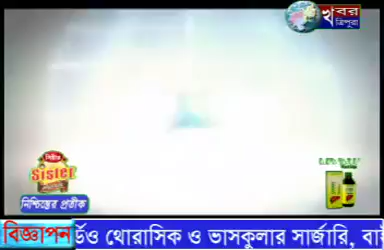 খবর
ত্রিপুরা
সিষ্টার
Sister
নিশ্চিন্তের প্রতীক
বিজ্ঞাপন র্ডিও থোরাসিক ও ভাসকুলার সার্জারি, বা